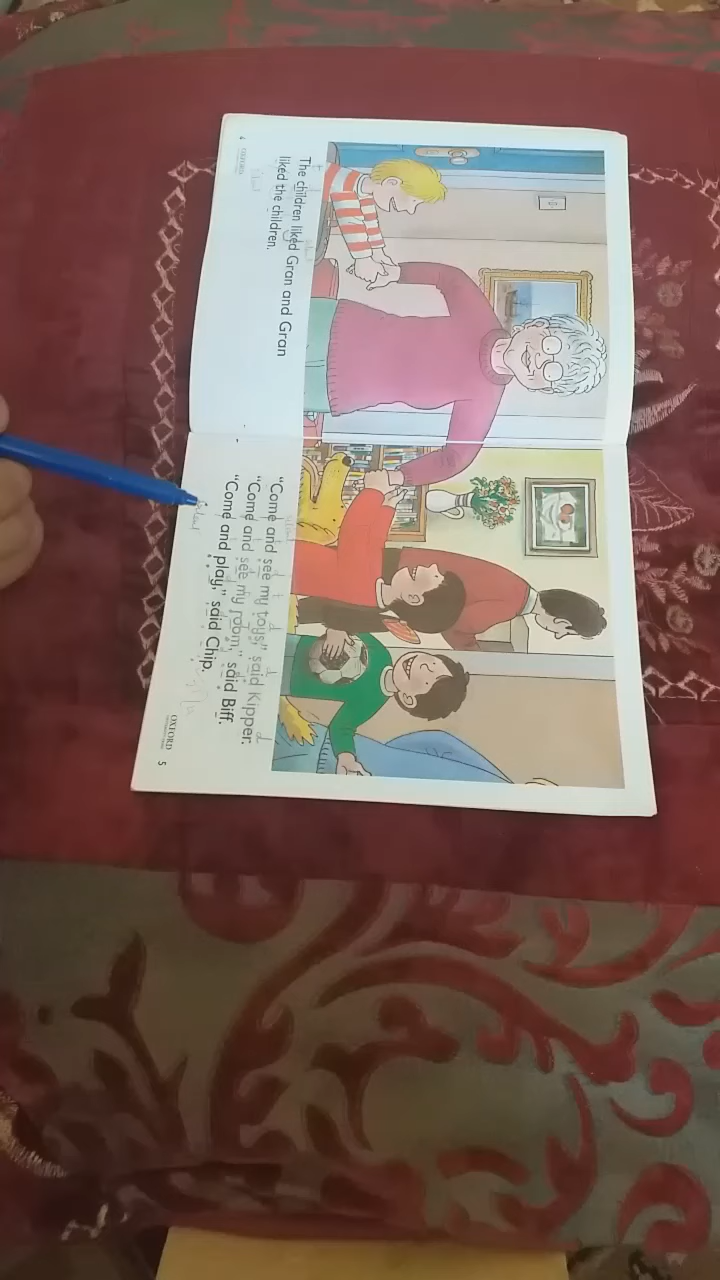 The children liked Gran and Gran
liked the children.
4
OXFORD
"Come and see my toys," said Kipper.
"Come and see my room," said Biff.
"Come and play," said Chip.
OXFORD
5